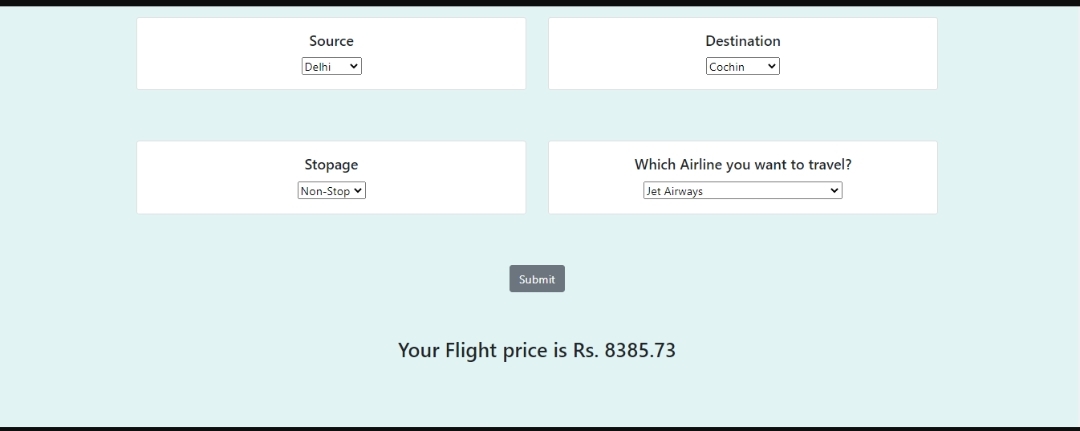 Source
Delhi
Destination
Cochin
Stopage
Non-Stop
Which Airline you want to travel?
Jet Airways
Submit
Your Flight price is Rs. 8385.73